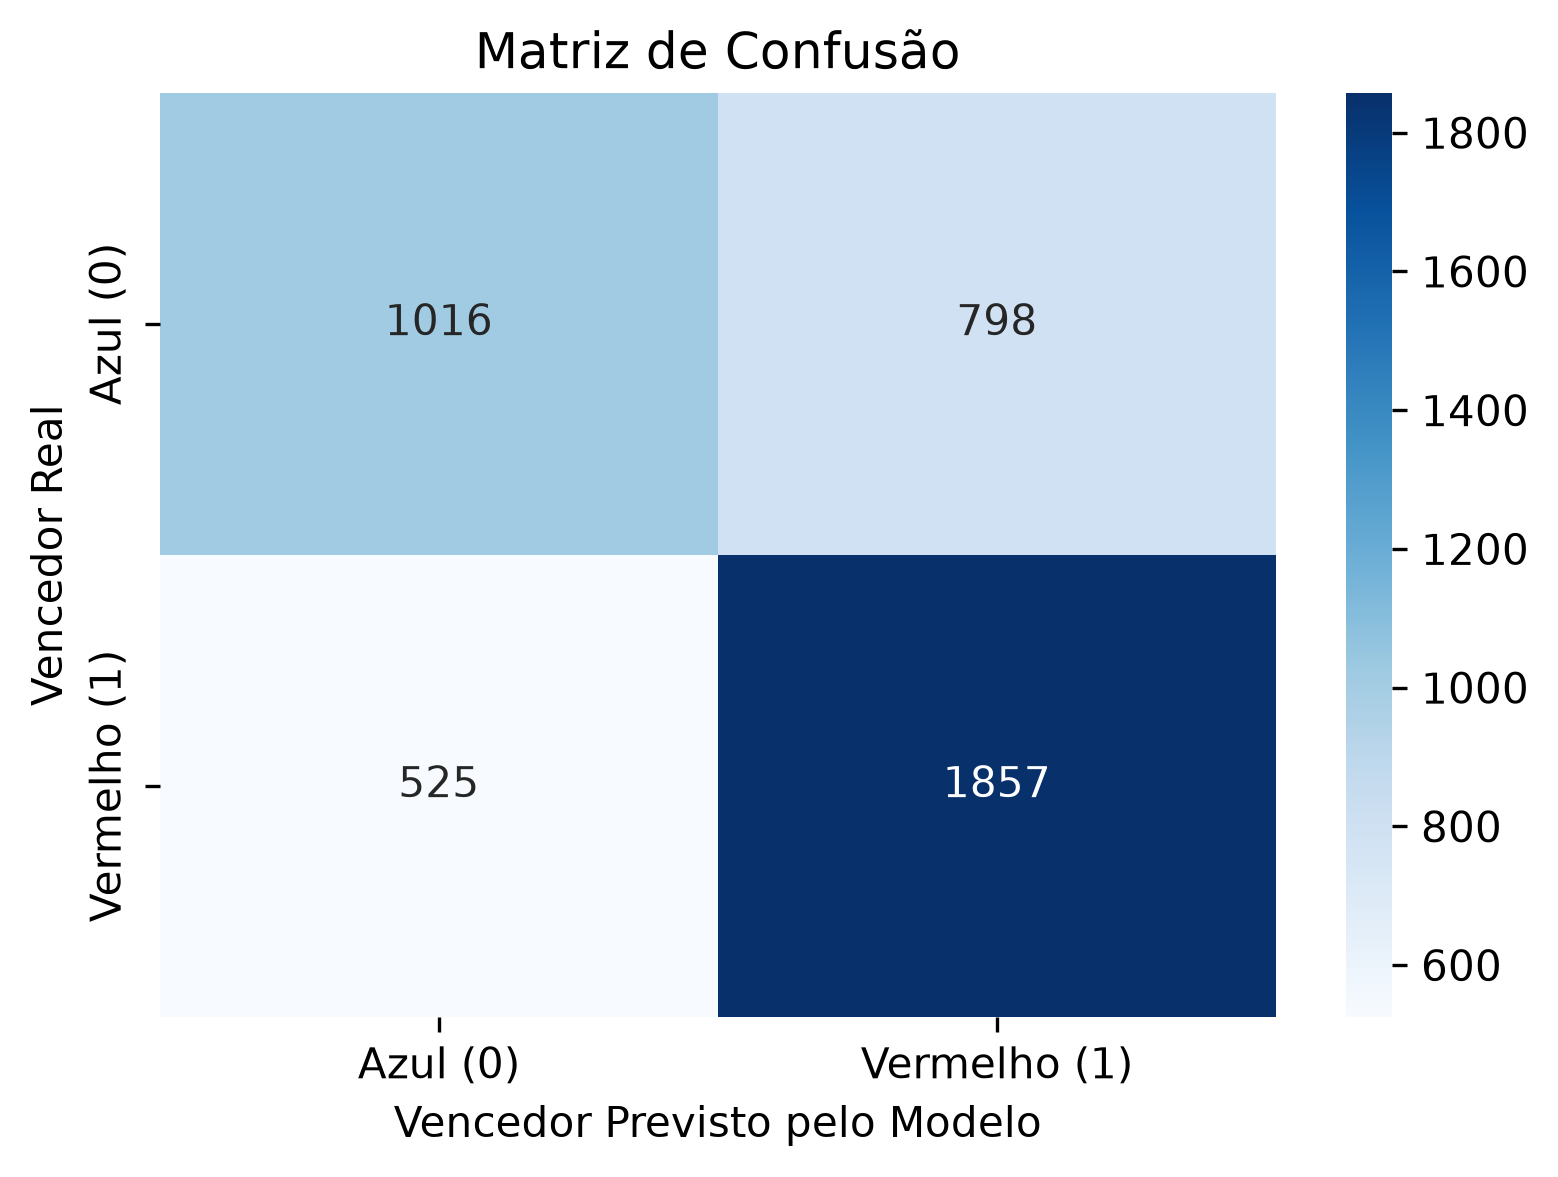 Matriz de Confusão
Vencedor Real
Azul (0)
Vermelho (1)
1016
798
525
1857
Azul (0)
Vermelho (1)
Vencedor Previsto pelo Modelo
1800
1600
1400
1200
1000
800
600